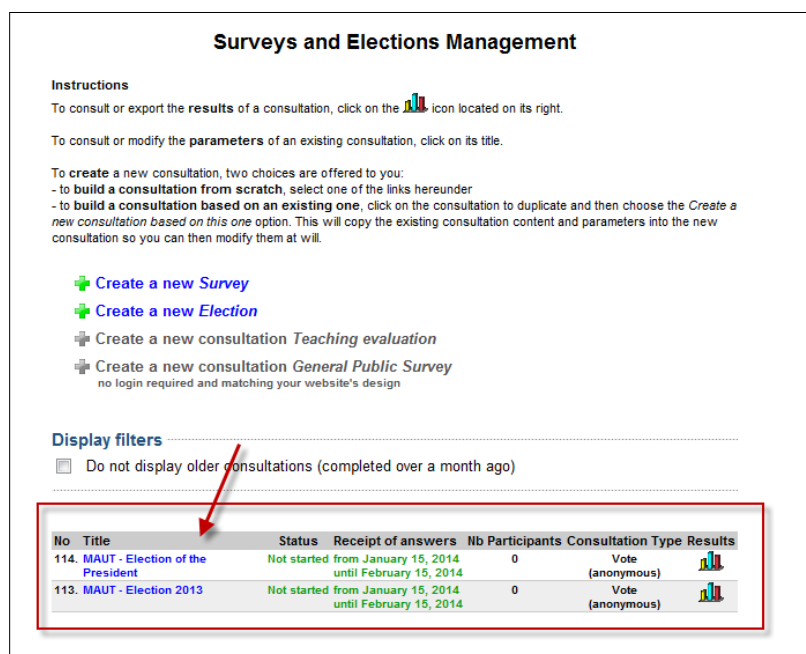 Surveys and Elections Management
Instructions
To consult or export the results of a consultation, click on the icon located on its right.
To consult or modify the parameters of an existing consultation, click on its title.
To create a new consultation, two choices are offered to you:
- to build a consultation from scratch, select one of the links hereunder
- to build a consultation based on an existing one, click on the consultation to duplicate and then choose the Create a
new consultation based on this one option. This will copy the existing consultation content and parameters into the new
consultation so you can then modify them at will.
Create a new Survey
Create a new Election
Create a new consultation Teaching evaluation
Create a new consultation General Public Survey
no login required and matching your website's design
Display filters
Do not display older consultations (completed over a month ago)
No Title Status Receipt of answers Nb Participants Consultation Type Results
114. MAUT - Election of the Not started from January 15, 2014 0 Vote
President until February 15, 2014 (anonymous)
113. MAUT - Election 2013 Not started from January 15, 2014 0 Vote
until February 15, 2014 (anonymous)